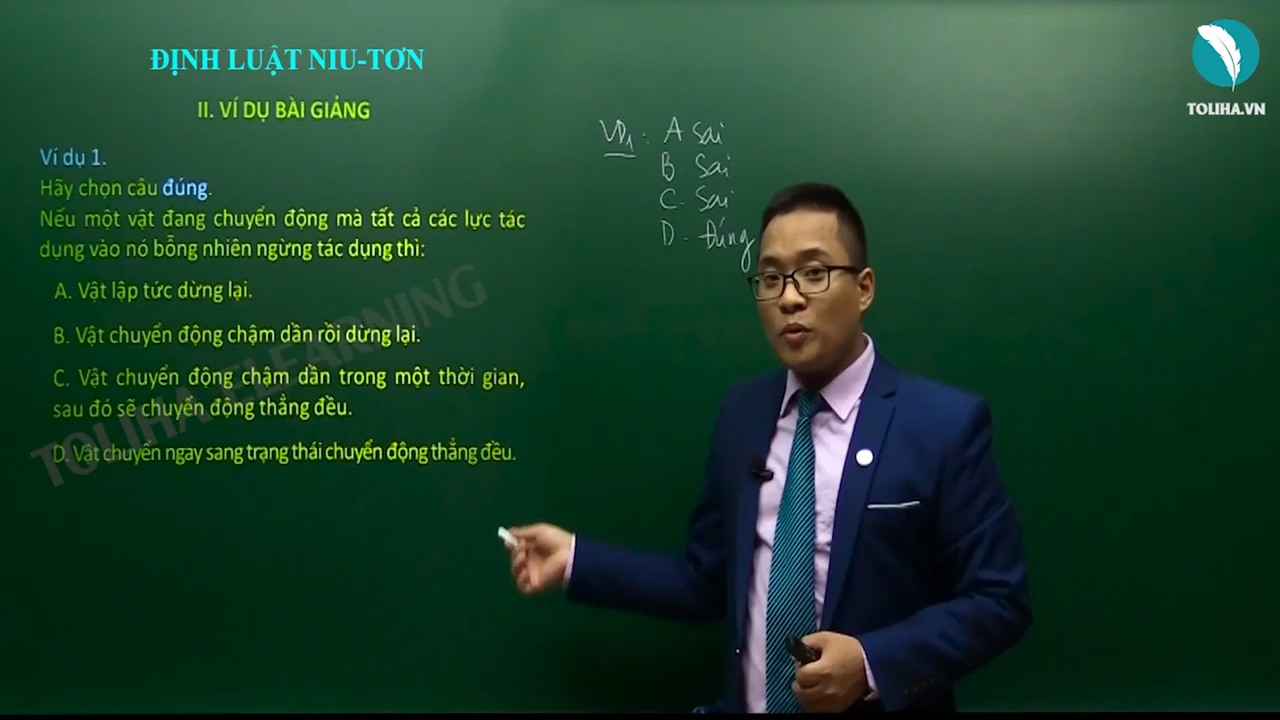 ĐỊNH LUẬT NIU-TƠN
II. VÍ DỤ BÀI GIẢNG
Ví dụ 1.
Hãy chọn câu đúng.
Nếu một vật đang chuyển động mà tất cả các lực tác
dụng vào nó bỗng nhiên ngừng tác dụng thì:
A. Vật lập tức dừng lại.
B. Vật chuyển động chậm dần rồi dừng lại.
C. Vật chuyển động chậm dần trong một thời gian,
sau đó sẽ chuyển động thẳng đều.
D. Vật chuyển ngay sang trạng thái chuyển động thẳng đều.
TOLIHA ELEARNING
VD1: A Sai
B Sai
C. Sai
D. Đúng
TOLIHA.VN